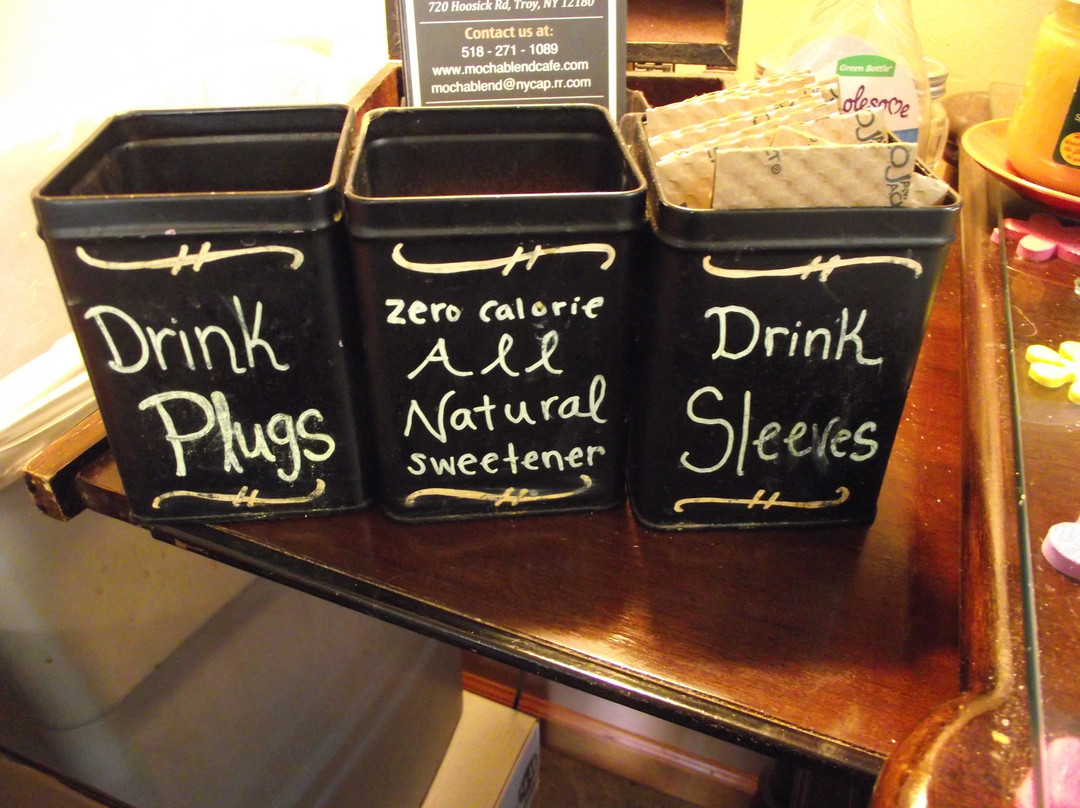 720 Hoosick Rd, Troy, NY 12180
Contact us at:
518 - 271 - 1089
www.mochablendcafe.com
mochablend@nycap.rr.com
Green Bottle
olesome
Drink
Plugs
zero calorie
All
Natural
sweetener
Drink
Sleeves